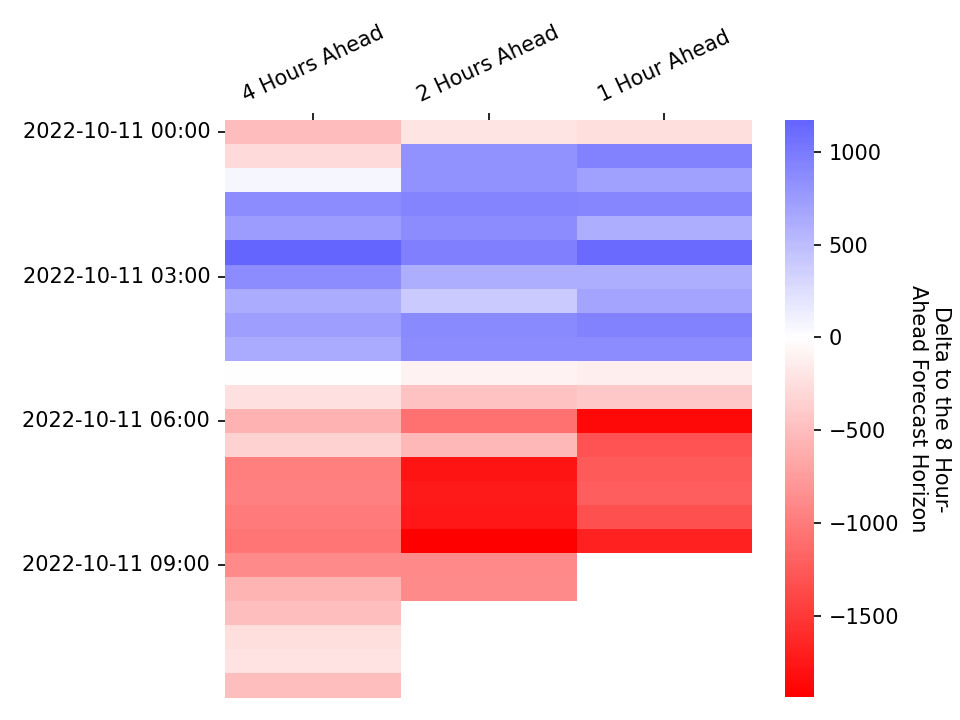 4 Hours Ahead
2 Hours Ahead
1 Hour Ahead
2022-10-11 00:00
2022-10-11 03:00
2022-10-11 06:00
2022-10-11 09:00
1000
500
0
−500
−1000
−1500
Delta to the 8 Hour-
Ahead Forecast Horizon